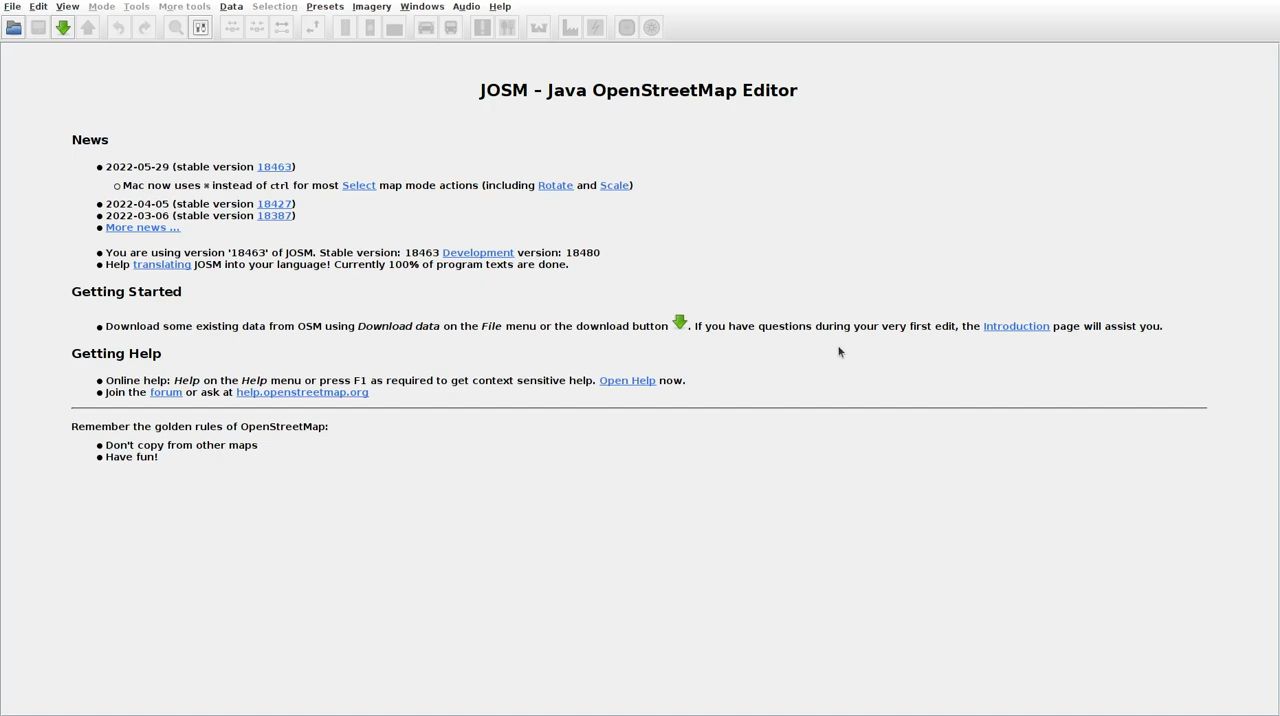 File Edit View Mode Tools More tools Data Selection Presets Imagery Windows Audio Help
JOSM – Java OpenStreetMap Editor
News
2022-05-29 (stable version 18463)
Mac now uses ⌘ instead of ctrl for most Select map mode actions (including Rotate and Scale)
2022-04-05 (stable version 18427)
2022-03-06 (stable version 18387)
More news ...
You are using version '18463' of JOSM. Stable version: 18463 Development version: 18480
Help translating JOSM into your language! Currently 100% of program texts are done.
Getting Started
Download some existing data from OSM using Download data on the File menu or the download button . If you have questions during your very first edit, the Introduction page will assist you.
Getting Help
Online help: Help on the Help menu or press F1 as required to get context sensitive help. Open Help now.
Join the forum or ask at help.openstreetmap.org
Remember the golden rules of OpenStreetMap:
Don't copy from other maps
Have fun!